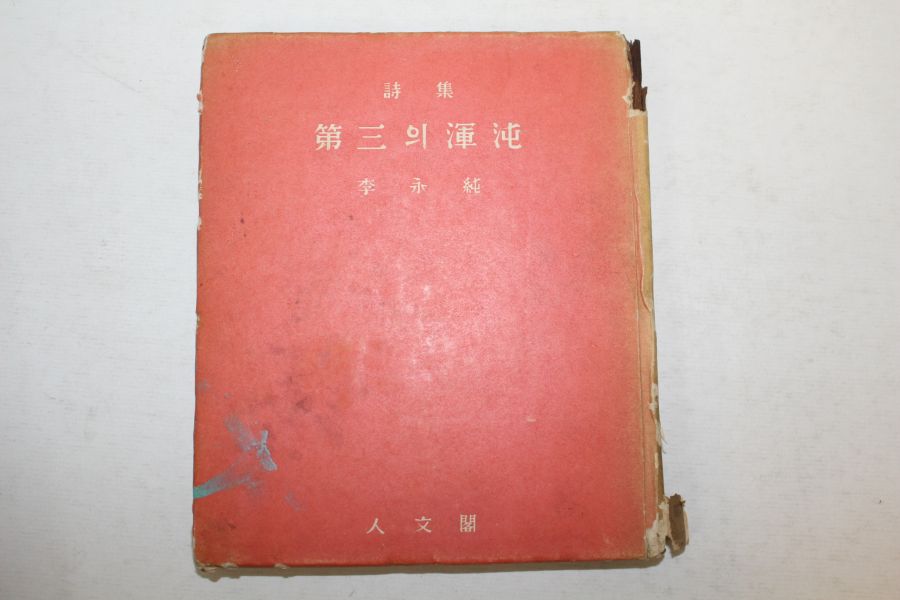 詩集
第三의渾沌
李永純
人文閣